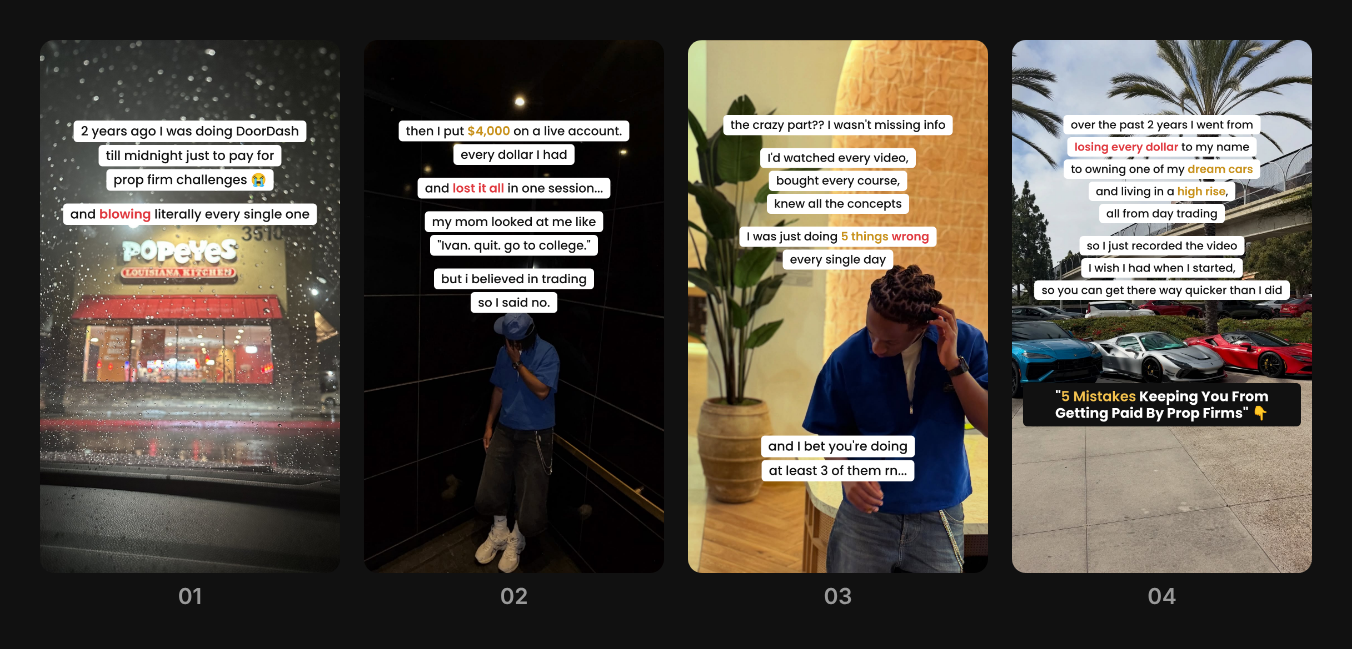 2 years ago I was doing DoorDash
till midnight just to pay for
prop firm challenges 😭
and blowing literally every single one
3510
POPEYES
LOUISIANA KITCHEN
01
then I put $4,000 on a live account.
every dollar I had
and lost it all in one session...
my mom looked at me like
"Ivan. quit. go to college."
but i believed in trading
so I said no.
02
the crazy part?? I wasn't missing info
I'd watched every video,
bought every course,
knew all the concepts
I was just doing 5 things wrong
every single day
and I bet you're doing
at least 3 of them rn...
03
over the past 2 years I went from
losing every dollar to my name
to owning one of my dream cars
and living in a high rise,
all from day trading
so I just recorded the video
I wish I had when I started,
so you can get there way quicker than I did
"5 Mistakes Keeping You From
Getting Paid By Prop Firms" 👇
04